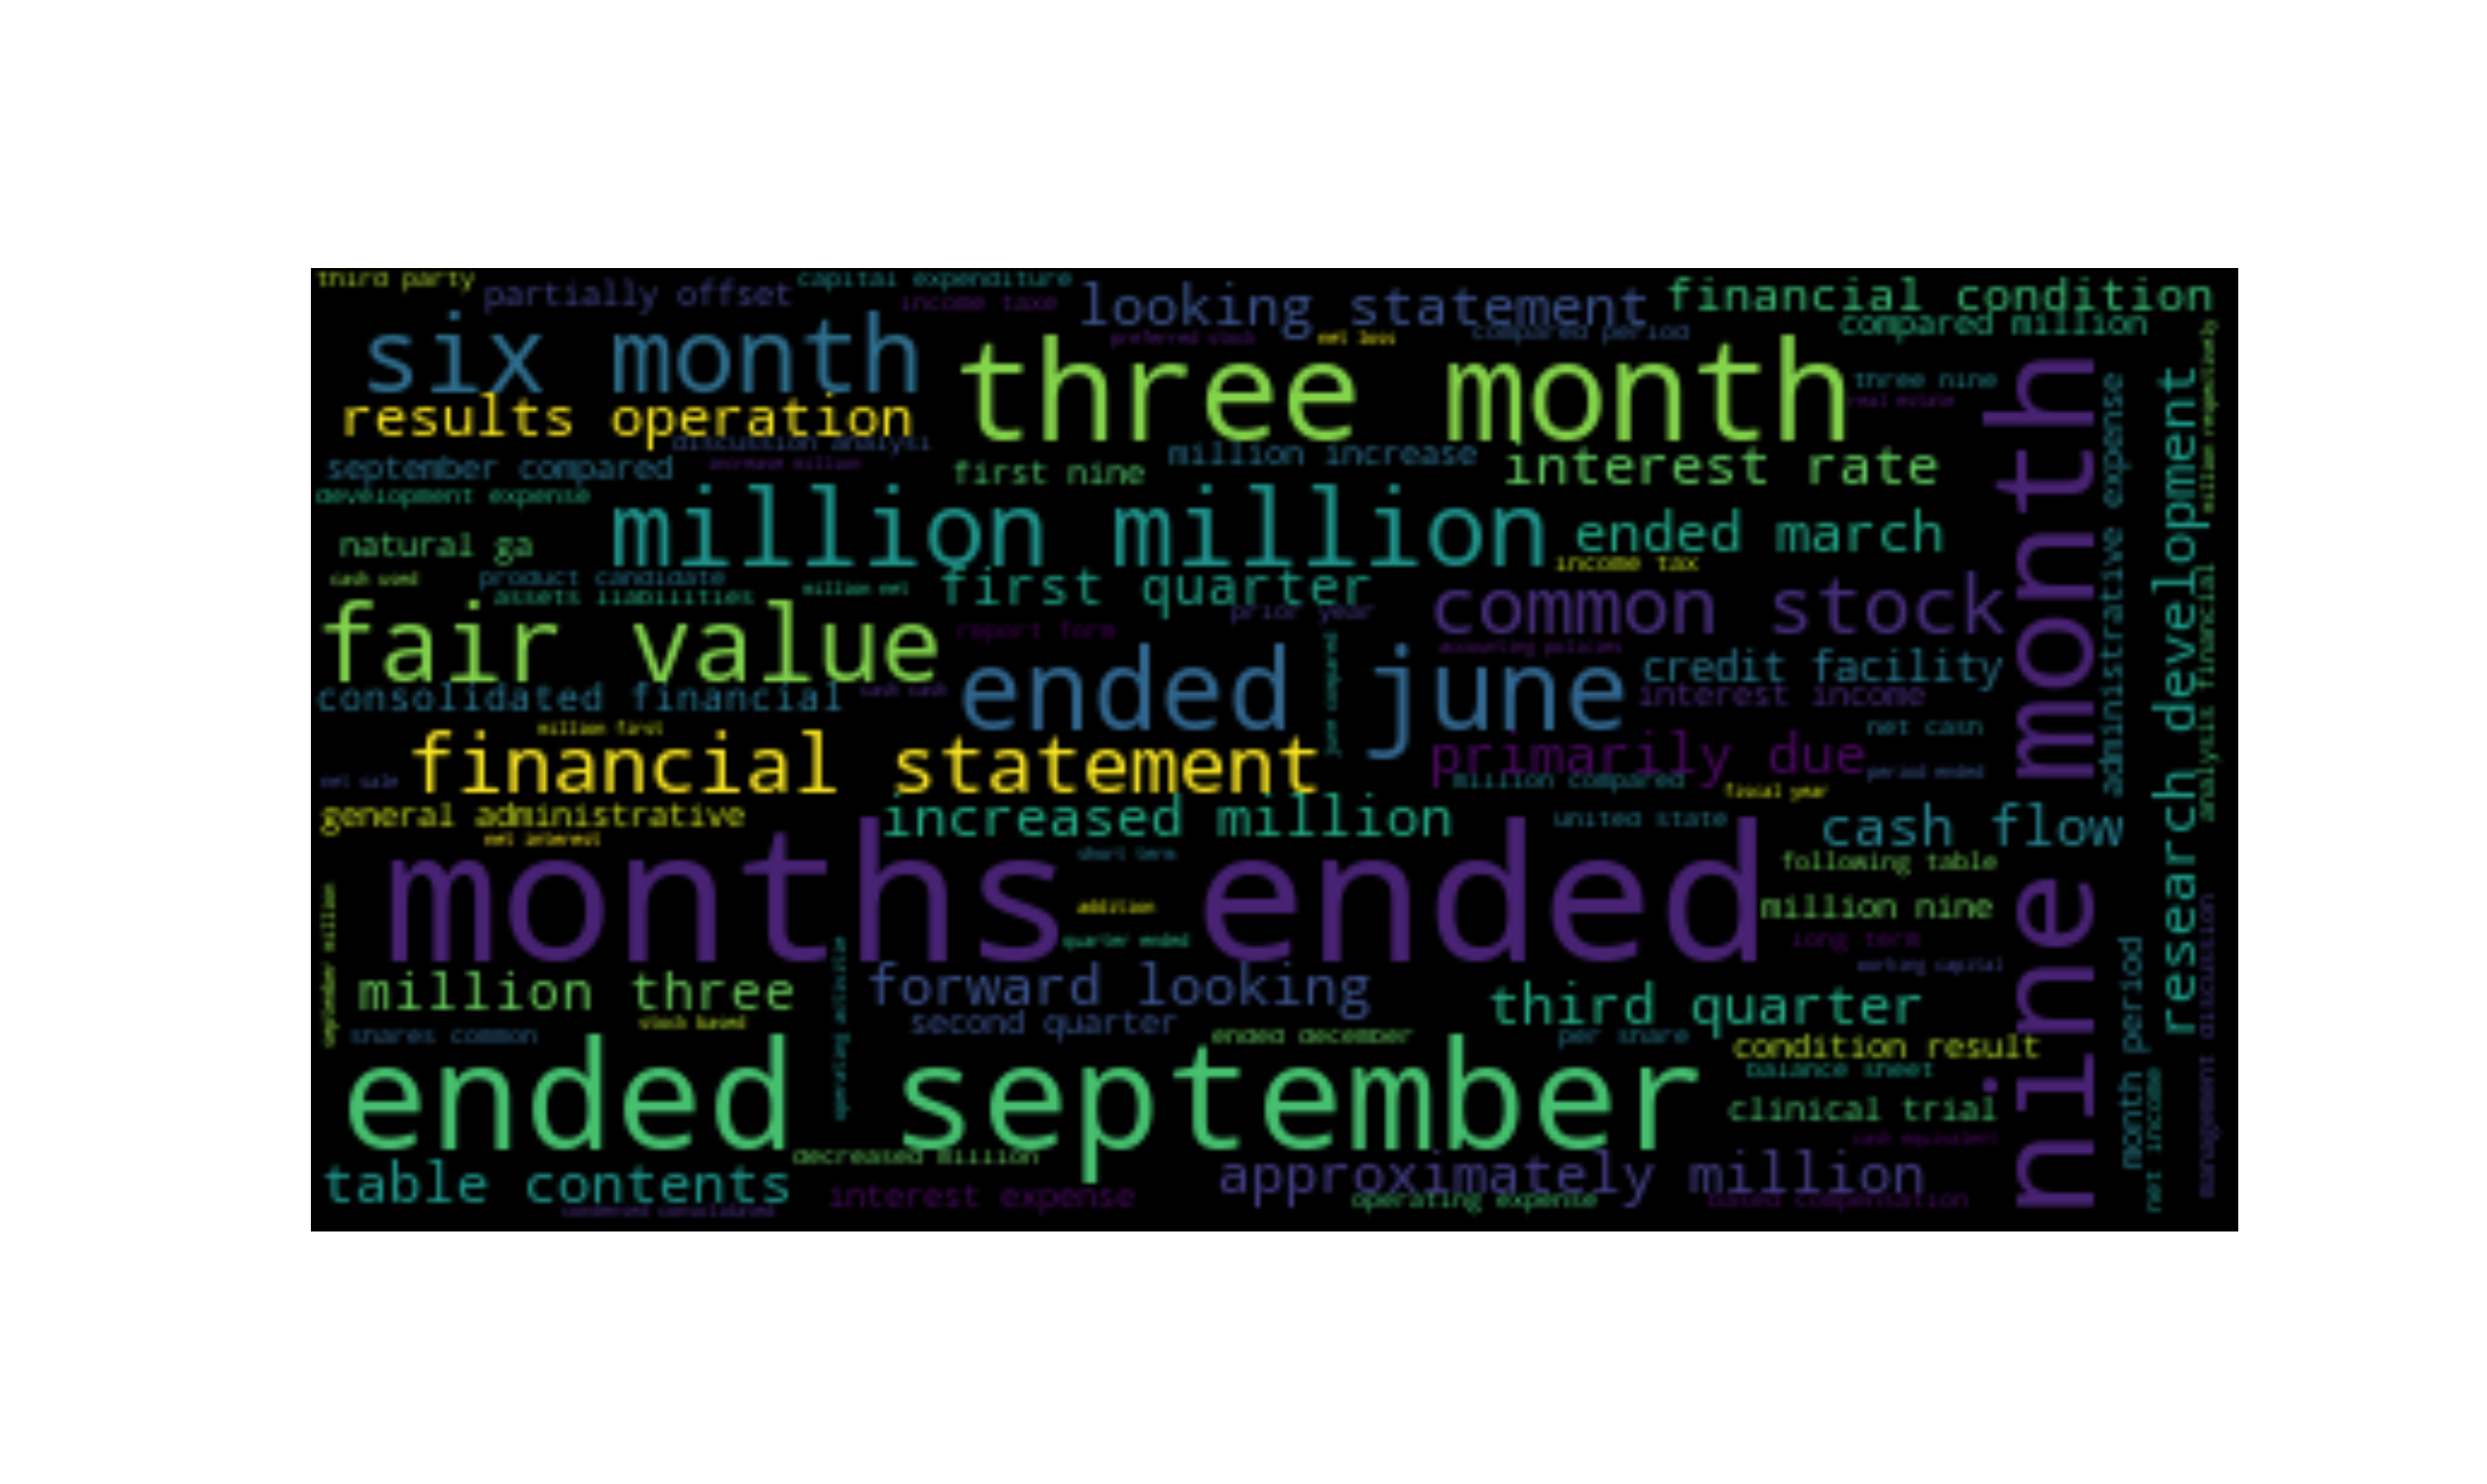 third party
partially offset
capital expenditure
income taxe
looking statement
financial condition
compared million
six month
three month
preferred stock
net loss
compared period
three nine
real estate
results operation
discussion analysi
september compared
increase million
first nine
million increase
interest rate
development expense
million million
ended march
natural ga
income tax
cash used
product candidate
assets liabilities
million net
first quarter
prior year
common stock
fair value
report form
accounting policies
ended june
june compared
credit facility
consolidated financial
cash cash
interest income
million first
net cash
financial statement
primarily due
net sale
million compared
period ended
fiscal year
general administrative
increased million
united state
cash flow
net interest
months ended
short term
following table
addition
million nine
quarter ended
long term
working capital
september million
million three
operating activitie
forward looking
third quarter
stock based
second quarter
shares common
ended december
per share
condition result
balance sheet
ended september
clinical trial
cash equivalent
decreased million
table contents
approximately million
interest expense
operating expense
based compensation
condensed consolidated
nine month
administrative expense
research development
million respectively
analysis financial
month period
net income
management discussion